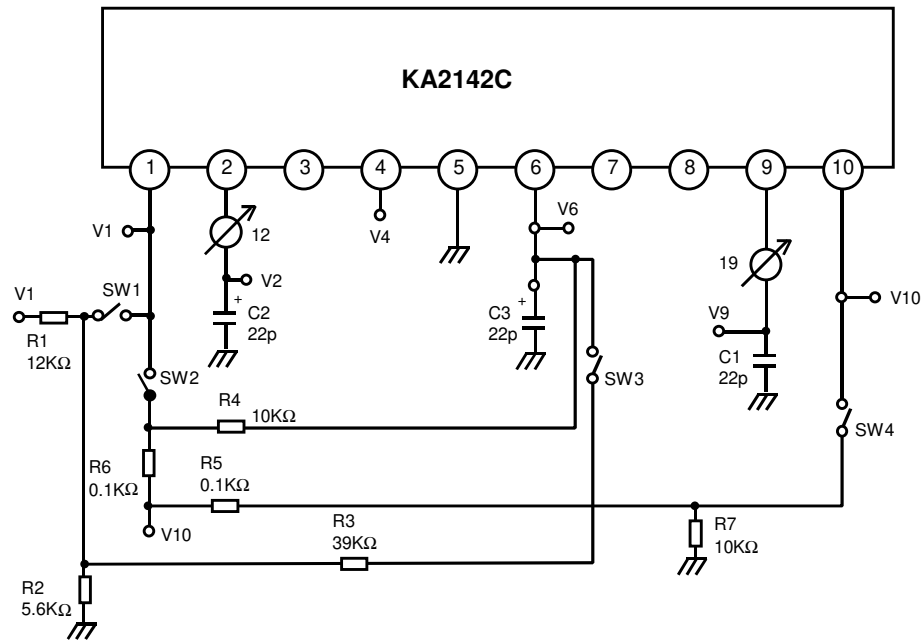 KA2142C
1 2 3 4 5 6 7 8 9 10
V1
12
V2
+
C2
22p
V4
V6
C3
+
22p
19
V9
C1
22p
V10
V1
R1
12KΩ
SW1
SW2
SW3
SW4
R4
10KΩ
R6
0.1KΩ
R5
0.1KΩ
V10
R3
39KΩ
R7
10KΩ
R2
5.6KΩ